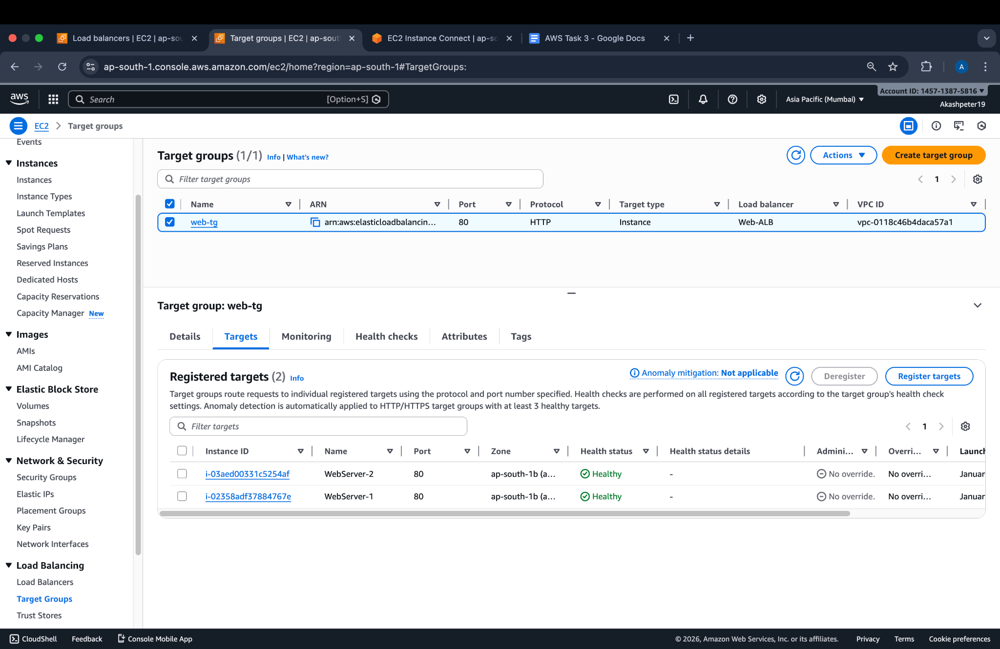 Load balancers | EC2 | ap-sou
Target groups | EC2 | ap-sout
EC2 Instance Connect | ap-so
AWS Task 3 - Google Docs
ap-south-1.console.aws.amazon.com/ec2/home?region=ap-south-1#TargetGroups:
A
aws
Search
[Option+S]
Asia Pacific (Mumbai)
Account ID: 1457-1387-5816
Akashpeter19
EC2 > Target groups
Events
Instances
Instances
Instance Types
Launch Templates
Spot Requests
Savings Plans
Reserved Instances
Dedicated Hosts
Capacity Reservations
Capacity Manager New
Images
AMIs
AMI Catalog
Elastic Block Store
Volumes
Snapshots
Lifecycle Manager
Network & Security
Security Groups
Elastic IPs
Placement Groups
Key Pairs
Network Interfaces
Load Balancing
Load Balancers
Target Groups
Trust Stores
Target groups (1/1) Info | What's new?
Actions
Create target group
Filter target groups
1
Name ARN Port Protocol Target type Load balancer VPC ID
web-tg arn:aws:elasticloadbalancin... 80 HTTP Instance Web-ALB vpc-0118c46b4daca57a1
Target group: web-tg
Details Targets Monitoring Health checks Attributes Tags
Registered targets (2) Info
Anomaly mitigation: Not applicable
Deregister
Register targets
Target groups route requests to individual registered targets using the protocol and port number specified. Health checks are performed on all registered targets according to the target group's health check
settings. Anomaly detection is automatically applied to HTTP/HTTPS target groups with at least 3 healthy targets.
Filter targets
1
Instance ID Name Port Zone Health status Health status details Admini... Overri... Launch
i-03aed00331c5254af WebServer-2 80 ap-south-1b (a... Healthy - No override. No overri... Januar
i-02358adf37884767e WebServer-1 80 ap-south-1b (a... Healthy - No override. No overri... Januar
CloudShell Feedback Console Mobile App
© 2026, Amazon Web Services, Inc. or its affiliates. Privacy Terms Cookie preferences